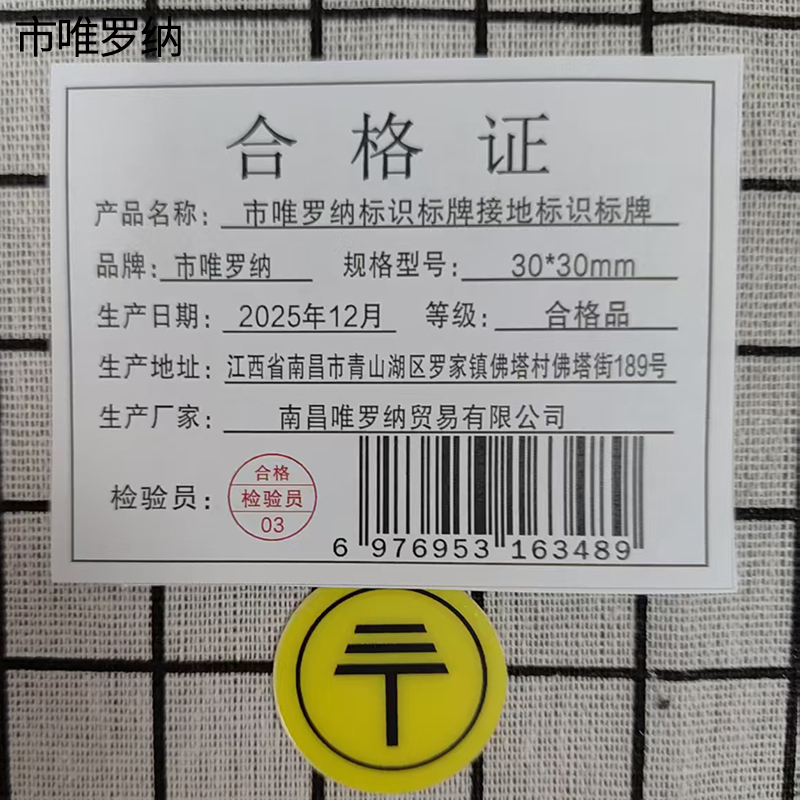 市唯罗纳
合格证
产品名称：市唯罗纳标识标牌接地标识标牌
品牌：市唯罗纳 规格型号：30*30mm
生产日期：2025年12月 等级：合格品
生产地址：江西省南昌市青山湖区罗家镇佛塔村佛塔街189号
生产厂家：南昌唯罗纳贸易有限公司
检验员：
合格
检验员
03
6 976953 163489